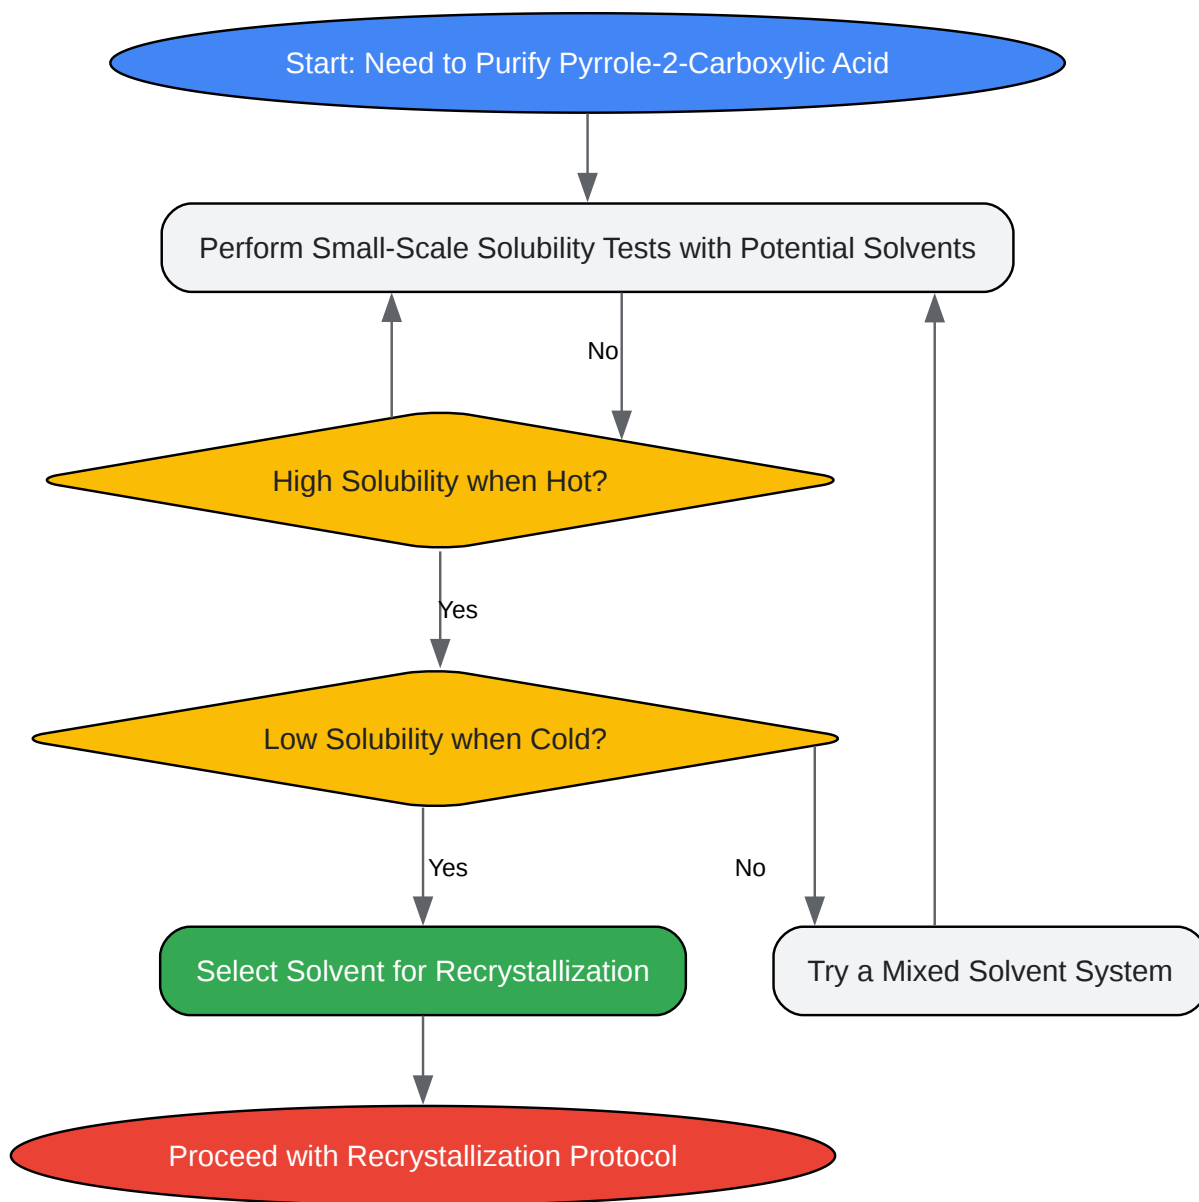 Start: Need to Purify Pyrrole-2-Carboxylic Acid
Perform Small-Scale Solubility Tests with Potential Solvents
No
High Solubility when Hot?
Yes
Low Solubility when Cold?
Yes
No
Select Solvent for Recrystallization
Try a Mixed Solvent System
Proceed with Recrystallization Protocol